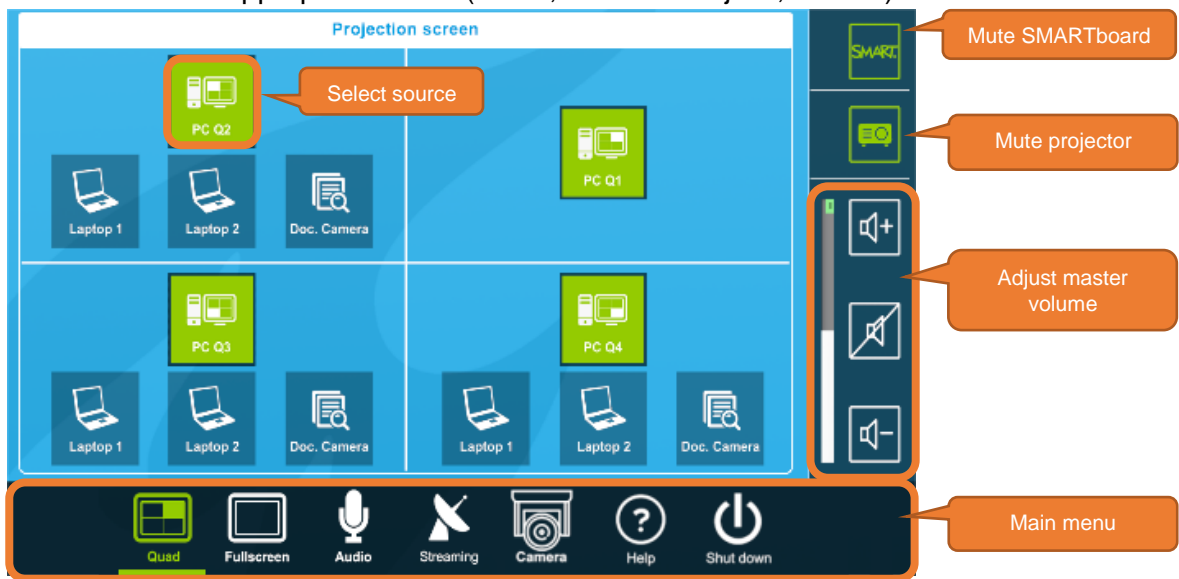 Projection screen
SMART
Mute SMARTboard
PC Q2
Select source
PC Q1
Mute projector
Laptop 1
Laptop 2
Doc. Camera
Adjust master
volume
PC Q3
PC Q4
Laptop 1
Laptop 2
Doc. Camera
Laptop 1
Laptop 2
Doc. Camera
Quad
Fullscreen
Audio
Streaming
Camera
Help
Shut down
Main menu